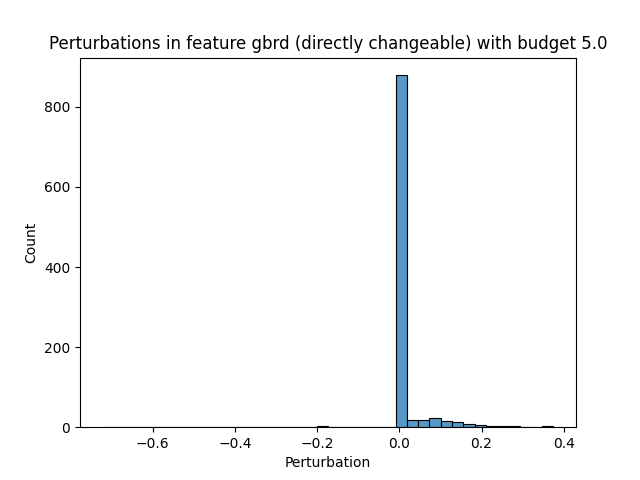 Perturbations in feature gbrd (directly changeable) with budget 5.0
800
600
400
200
0
Count
−0.6 −0.4 −0.2 0.0 0.2 0.4
Perturbation